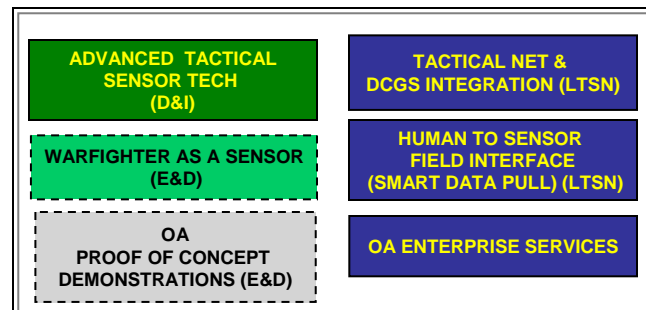 ADVANCED TACTICAL
SENSOR TECH
(D&I)
WARFIGHTER AS A SENSOR
(E&D)
OA
PROOF OF CONCEPT
DEMONSTRATIONS (E&D)
TACTICAL NET &
DCGS INTEGRATION (LTSN)
HUMAN TO SENSOR
FIELD INTERFACE
(SMART DATA PULL) (LTSN)
OA ENTERPRISE SERVICES